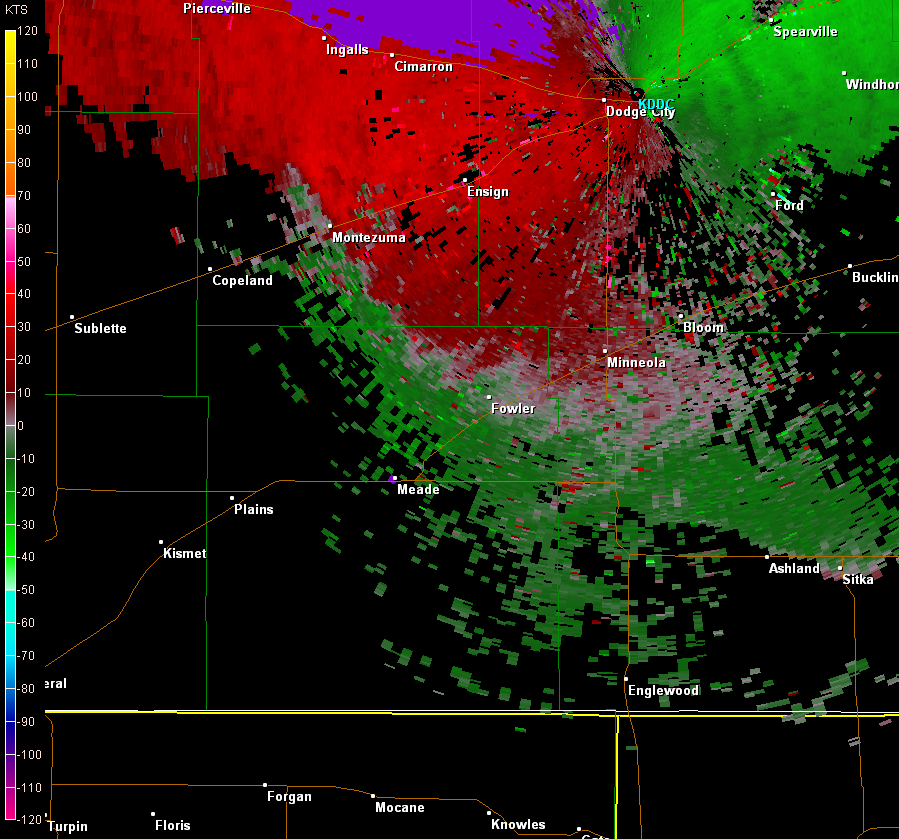 KTS
120
110
100
90
80
70
60
50
40
30
20
10
0
-10
-20
-30
-40
-50
-60
-70
-80
-90
-100
-110
-120
Pierceville
Spearville
Ingalls
Cimarron
Windhor
KDDC
Dodge City
Ensign
Ford
Montezuma
Copeland
Bucklin
Sublette
Bloom
Minneola
Fowler
Meade
Plains
Kismet
Ashland
Sitka
eral
Englewood
Forgan
Mocane
Turpin
Floris
Knowles